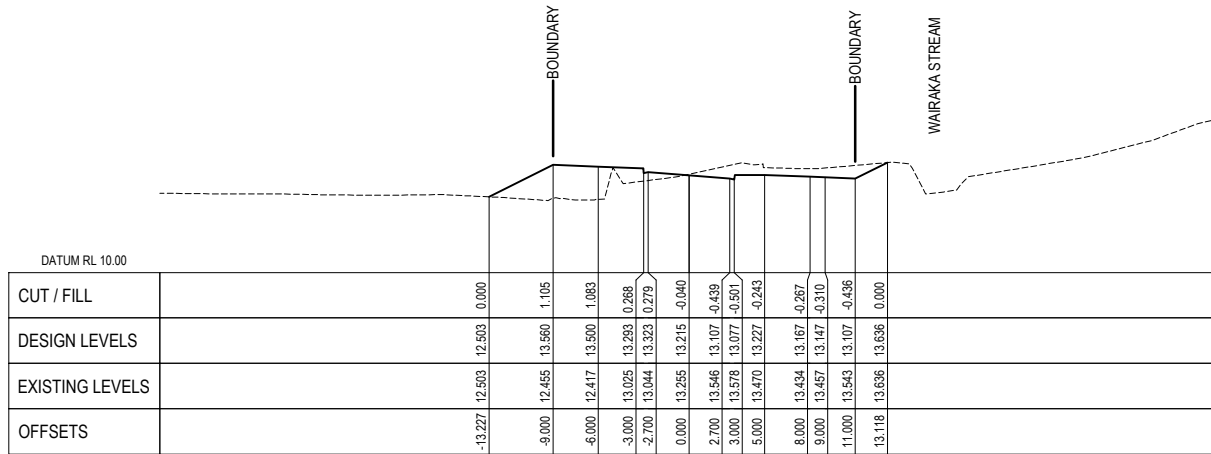 BOUNDARY
BOUNDARY
WAIRAKA STREAM
DATUM RL 10.00
CUT / FILL 0.000 1.105 1.083 0.268 0.279 -0.040 -0.439 -0.501 -0.243 -0.267 -0.310 -0.436 0.000
DESIGN LEVELS 12.503 13.560 13.500 13.293 13.323 13.215 13.107 13.077 13.227 13.167 13.147 13.107 13.636
EXISTING LEVELS 12.503 12.455 12.417 13.025 13.044 13.255 13.546 13.578 13.470 13.434 13.457 13.543 13.636
OFFSETS -13.227 -9.000 -6.000 -3.000 -2.700 0.000 2.700 3.000 5.000 8.000 9.000 11.000 13.118